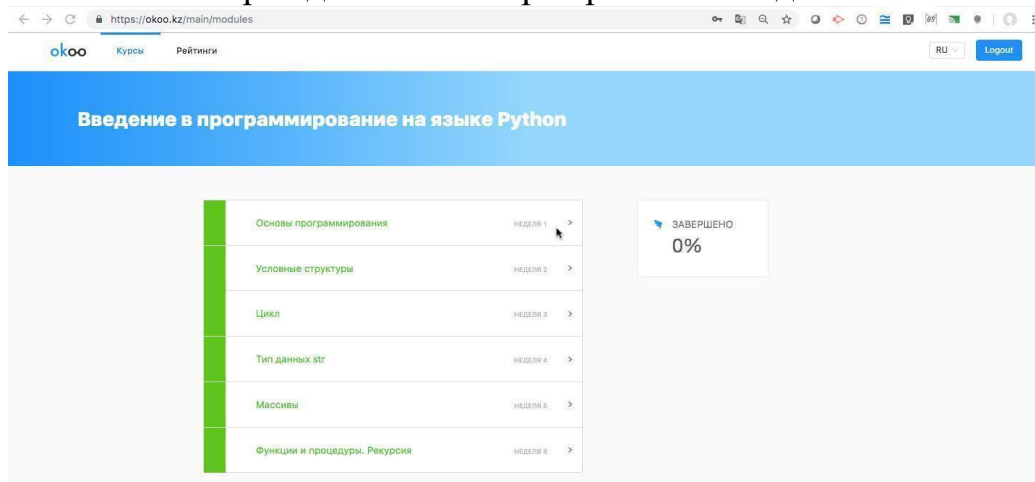 https://okoo.kz/main/modules
okoo Курсы Рейтинги RU Logout
Введение в программирование на языке Python
Основы программирования НЕДЕЛЯ 1
Условные структуры НЕДЕЛЯ 2
Цикл НЕДЕЛЯ 3
Тип данных str НЕДЕЛЯ 4
Массивы НЕДЕЛЯ 5
Функции и процедуры. Рекурсия НЕДЕЛЯ 6
ЗАВЕРШЕНО
0%